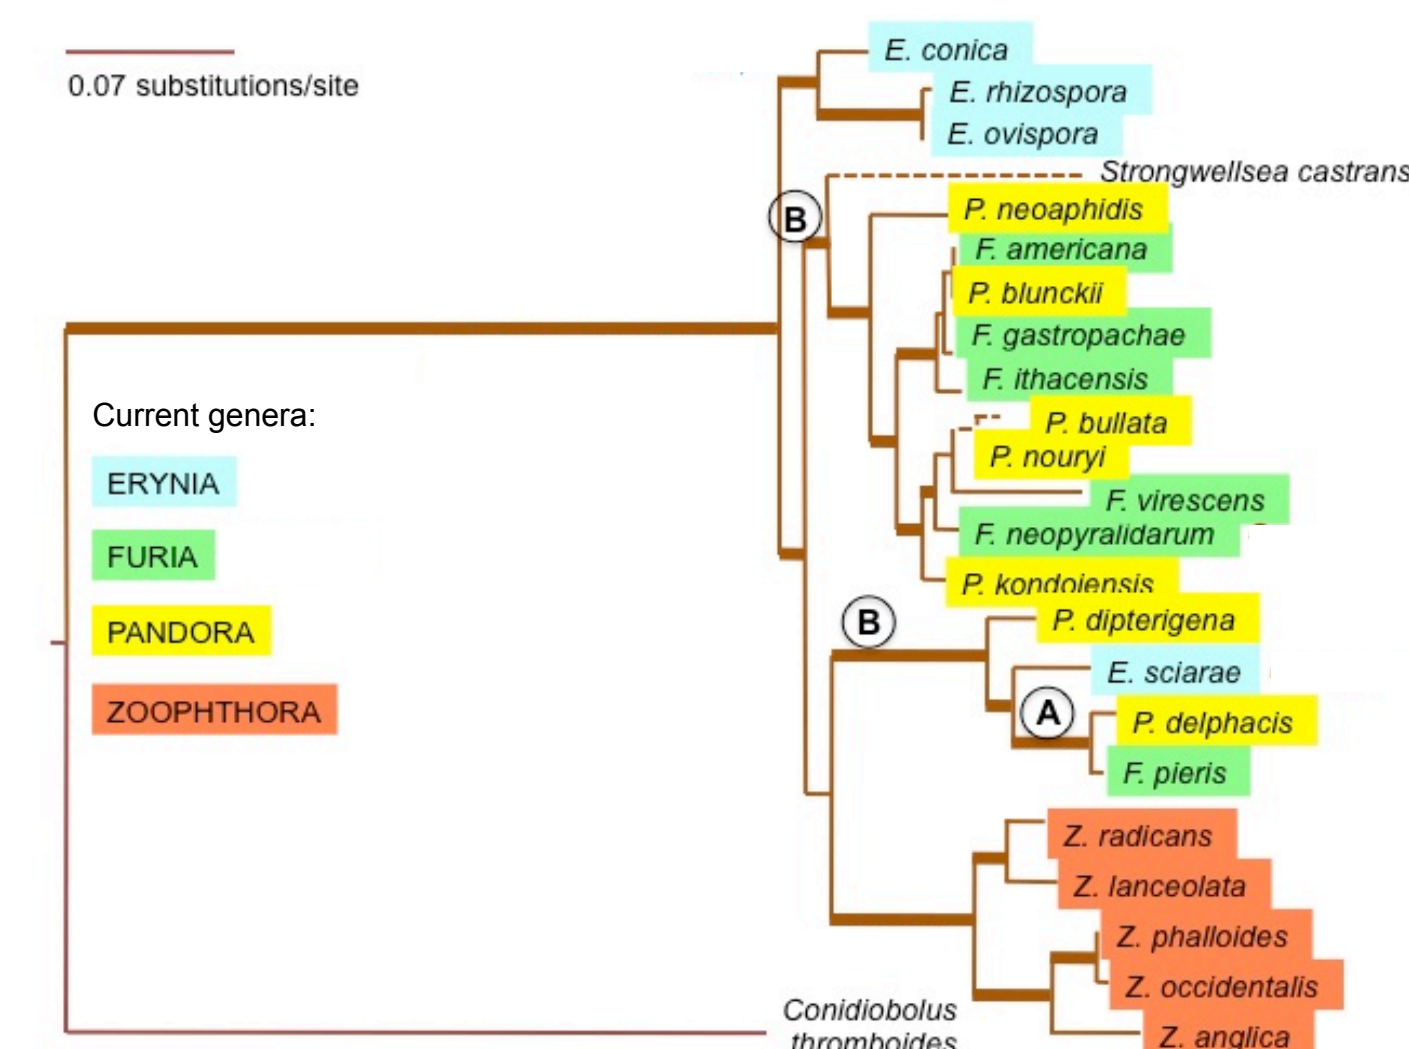 0.07 substitutions/site
E. conica
E. rhizospora
E. ovispora
Strongwellsea castrans
P. neoaphidis
B
F. americana
P. blunckii
F. gastropachae
F. ithacensis
Current genera:
P. bullata
P. nouryi
ERYNIA
F. virescens
F. neopyralidarum
FURIA
P. kondoiensis
B
P. dipterigena
PANDORA
E. sciarae
ZOOPHTHORA
A
P. delphacis
F. pieris
Z. radicans
Z. lanceolata
Z. phalloides
Z. occidentalis
Conidiobolus
thromboides
Z. anglica